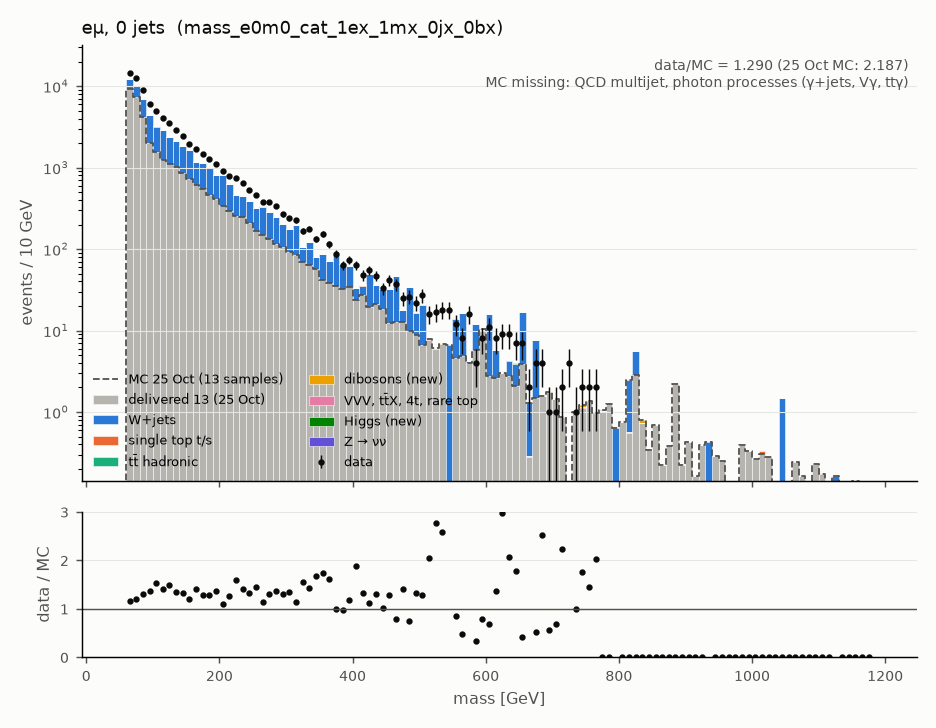 eμ, 0 jets (mass_e0m0_cat_1ex_1mx_0jx_0bx)
data/MC = 1.290 (25 Oct MC: 2.187)
MC missing: QCD multijet, photon processes (γ+jets, Vγ, ttγ)
events / 10 GeV
10⁴
10³
10²
10¹
10⁰
MC 25 Oct (13 samples)
delivered 13 (25 Oct)
W+jets
single top t/s
tt̄ hadronic
dibosons (new)
VVV, tt̄X, 4t, rare top
Higgs (new)
Z → νν
data
data / MC
3
2
1
0
0 200 400 600 800 1000 1200
mass [GeV]